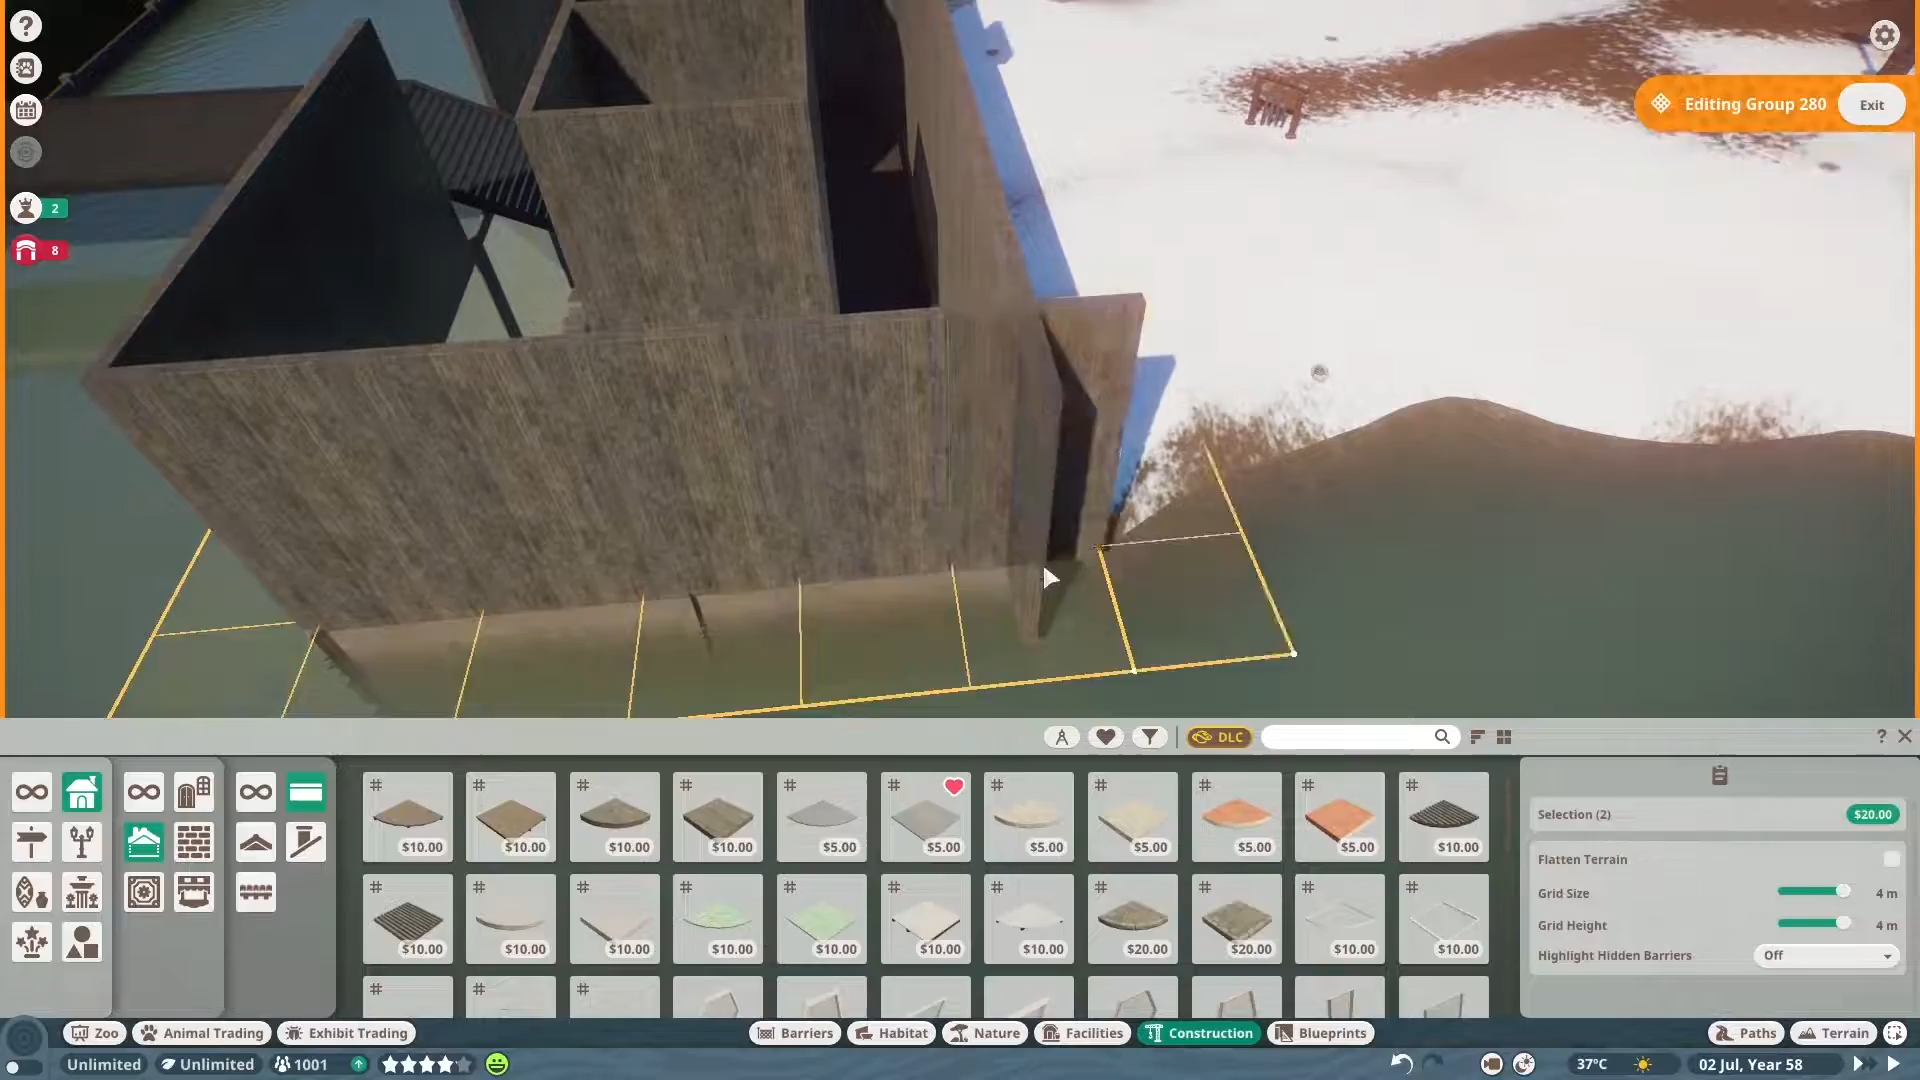 ?
Editing Group 280
Exit
2
8
DLC
?
$10.00
$10.00
$10.00
$10.00
$5.00
$5.00
$5.00
$5.00
$5.00
$5.00
$10.00
$10.00
$10.00
$10.00
$10.00
$10.00
$10.00
$10.00
$20.00
$20.00
$10.00
$10.00
Selection (2)
$20.00
Flatten Terrain
Grid Size
4 m
Grid Height
4 m
Highlight Hidden Barriers
Off
Zoo
Animal Trading
Exhibit Trading
Barriers
Habitat
Nature
Facilities
Construction
Blueprints
Paths
Terrain
Unlimited
Unlimited
1001
37°C
02 Jul, Year 58